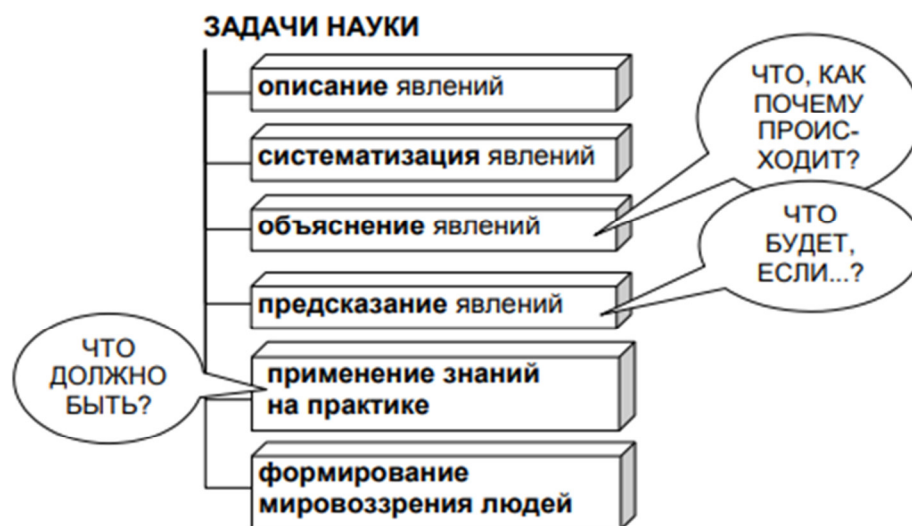 ЗАДАЧИ НАУКИ
описание явлений
систематизация явлений
объяснение явлений
ЧТО, КАК
ПОЧЕМУ
ПРОИС-
ХОДИТ?
предсказание явлений
ЧТО
БУДЕТ,
ЕСЛИ...?
применение знаний
на практике
ЧТО
ДОЛЖНО
БЫТЬ?
формирование
мировоззрения людей